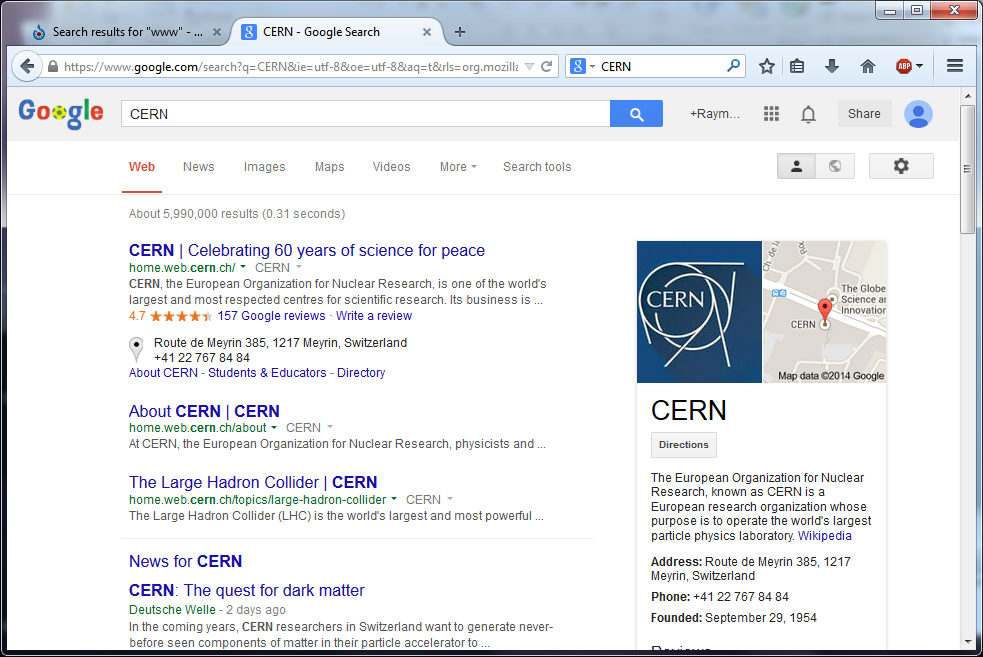 Search results for "www" - ...
CERN - Google Search
https://www.google.com/search?q=CERN&ie=utf-8&oe=utf-8&aq=t&rls=org.mozilla
CERN
ABP
Google
CERN
+Raym...
Share
Web
News
Images
Maps
Videos
More
Search tools
About 5,990,000 results (0.31 seconds)
CERN | Celebrating 60 years of science for peace
home.web.cern.ch/ CERN
CERN, the European Organization for Nuclear Research, is one of the world's
largest and most respected centres for scientific research. Its business is ...
4.7 157 Google reviews · Write a review
Route de Meyrin 385, 1217 Meyrin, Switzerland
+41 22 767 84 84
About CERN - Students & Educators - Directory
About CERN | CERN
home.web.cern.ch/about CERN
At CERN, the European Organization for Nuclear Research, physicists and ...
The Large Hadron Collider | CERN
home.web.cern.ch/topics/large-hadron-collider CERN
The Large Hadron Collider (LHC) is the world's largest and most powerful ...
News for CERN
CERN: The quest for dark matter
Deutsche Welle - 2 days ago
In the coming years, CERN researchers in Switzerland want to generate never-
before seen components of matter in their particle accelerator to ...
CERN
Ch. de la
Rou
The Globe
Science an
Innovation
CERN
Map data ©2014 Google
CERN
Directions
The European Organization for Nuclear
Research, known as CERN is a
European research organization whose
purpose is to operate the world's largest
particle physics laboratory. Wikipedia
Address: Route de Meyrin 385, 1217
Meyrin, Switzerland
Phone: +41 22 767 84 84
Founded: September 29, 1954
Reviews